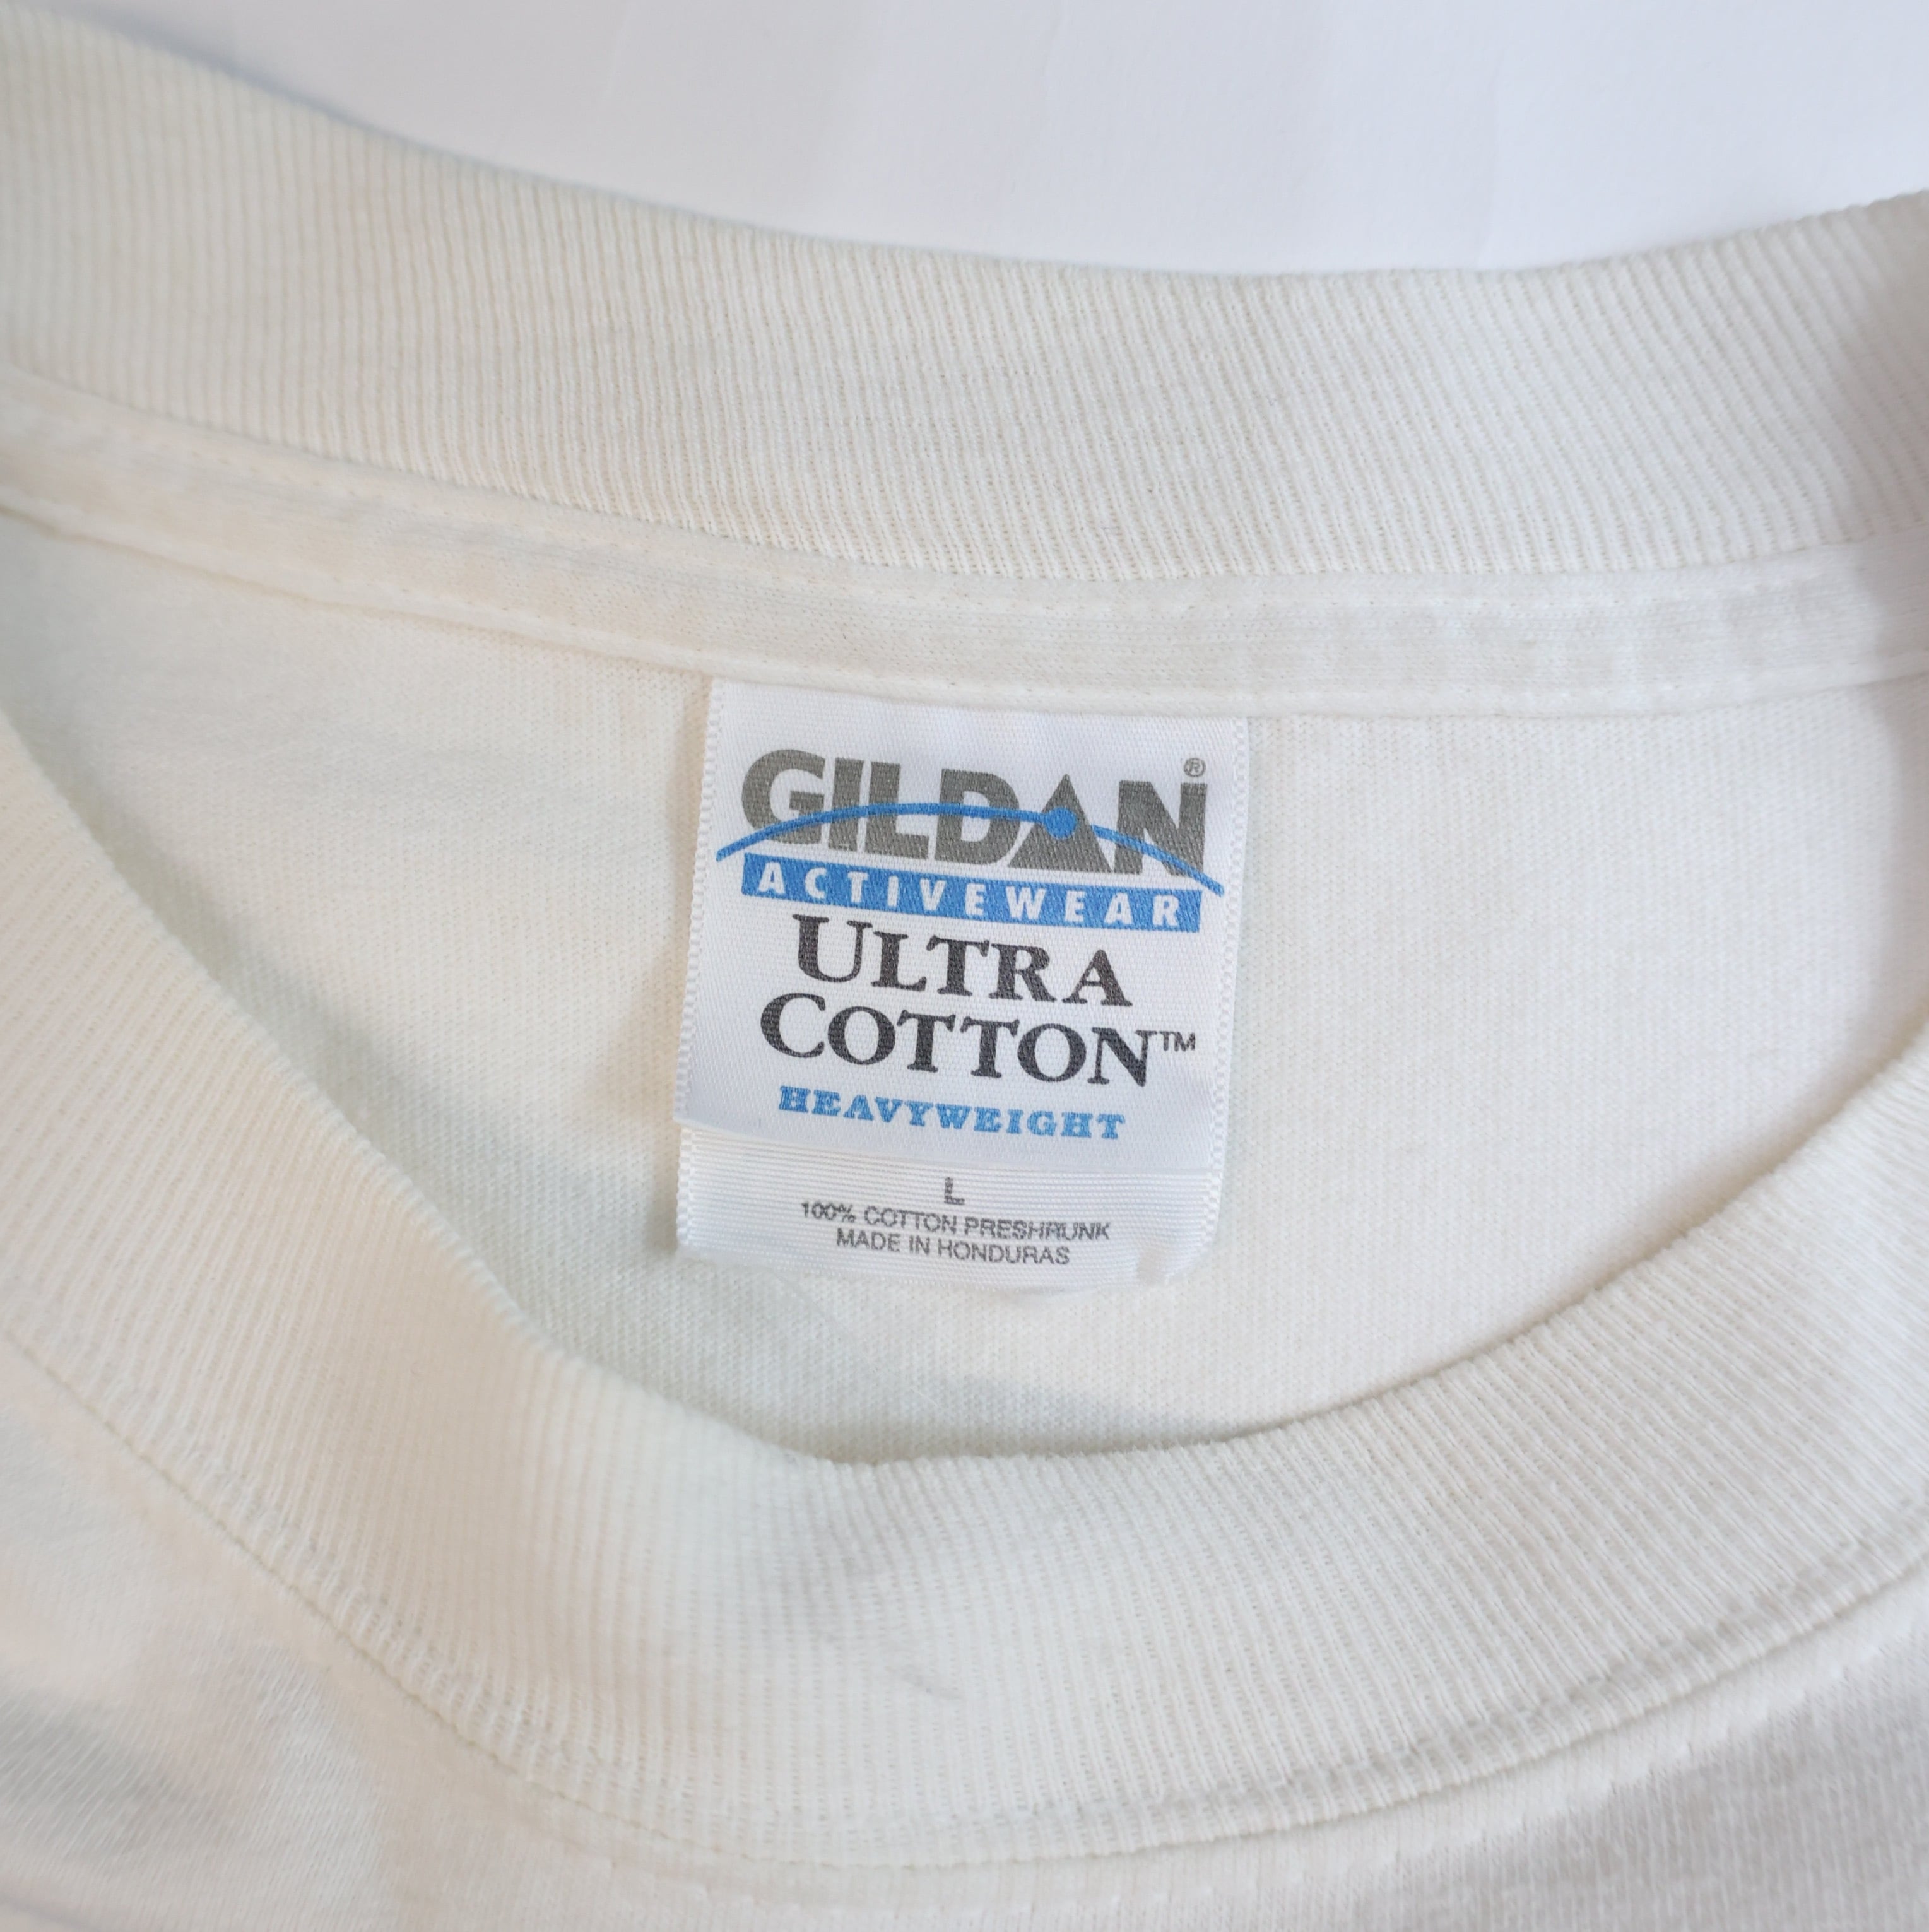 GILDAN®
ACTIVEWEAR
ULTRA
COTTON™
HEAVYWEIGHT
L
100% COTTON PRESHRUNK
MADE IN HONDURAS